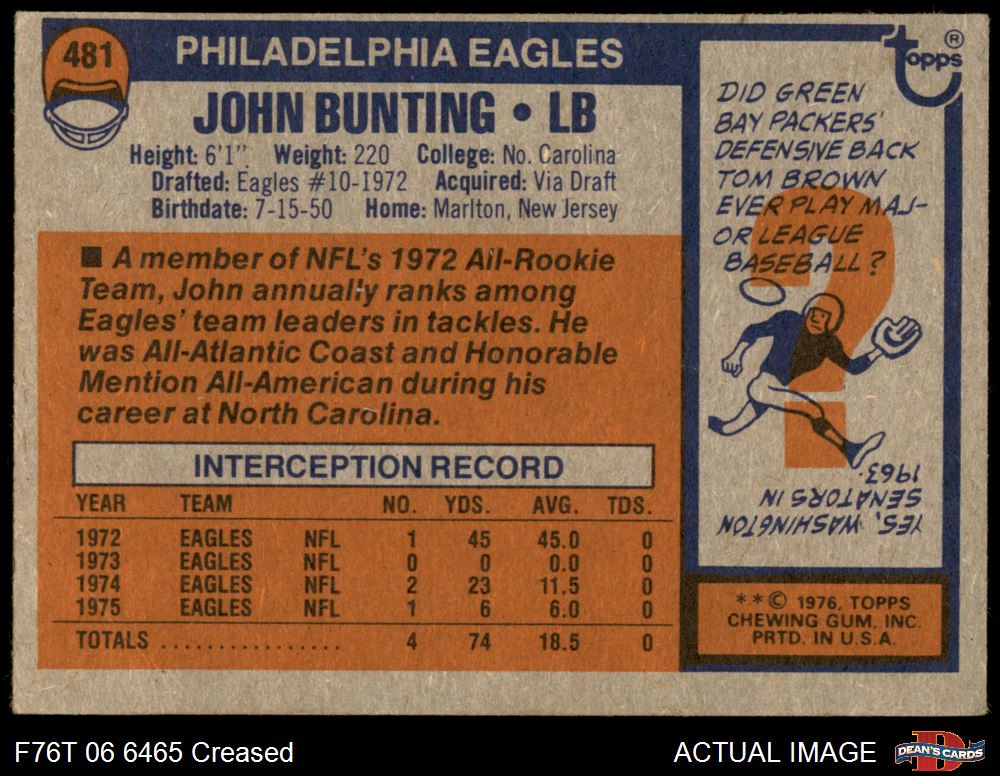 481
PHILADELPHIA EAGLES
JOHN BUNTING • LB
Height: 6'1" Weight: 220 College: No. Carolina
Drafted: Eagles #10-1972 Acquired: Via Draft
Birthdate: 7-15-50 Home: Marlton, New Jersey
■ A member of NFL's 1972 All-Rookie
Team, John annually ranks among
Eagles' team leaders in tackles. He
was All-Atlantic Coast and Honorable
Mention All-American during his
career at North Carolina.
INTERCEPTION RECORD
YEAR TEAM NO. YDS. AVG. TDS.
1972 EAGLES NFL 1 45 45.0 0
1973 EAGLES NFL 0 0 0.0 0
1974 EAGLES NFL 2 23 11.5 0
1975 EAGLES NFL 1 6 6.0 0
TOTALS ................. 4 74 18.5 0
topps ®
DID GREEN
BAY PACKERS'
DEFENSIVE BACK
TOM BROWN
EVER PLAY MAJ-
OR LEAGUE
BASEBALL?
?
YES, WASHINGTON
SENATORS IN
1963.
**© 1976, TOPPS
CHEWING GUM, INC.
PRTD. IN U.S.A.
F76T 06 6465 Creased
ACTUAL IMAGE
D
DEAN'S CARDS